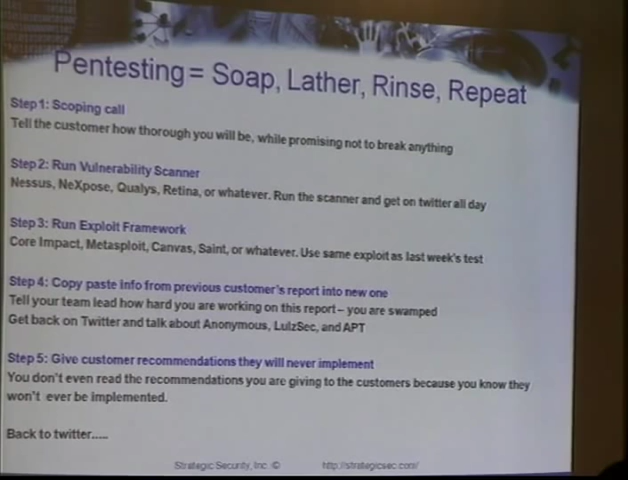 Pentesting = Soap, Lather, Rinse, Repeat
Step 1: Scoping call
Tell the customer how thorough you will be, while promising not to break anything
Step 2: Run Vulnerability Scanner
Nessus, NeXpose, Qualys, Retina, or whatever. Run the scanner and get on twitter all day
Step 3: Run Exploit Framework
Core Impact, Metasploit, Canvas, Saint, or whatever. Use same exploit as last week's test
Step 4: Copy paste info from previous customer's report into new one
Tell your team lead how hard you are working on this report – you are swamped
Get back on Twitter and talk about Anonymous, LulzSec, and APT
Step 5: Give customer recommendations they will never implement
You don't even read the recommendations you are giving to the customers because you know they
won't ever be implemented.
Back to twitter.....
Strategic Security, Inc. © http://strategicsec.com/